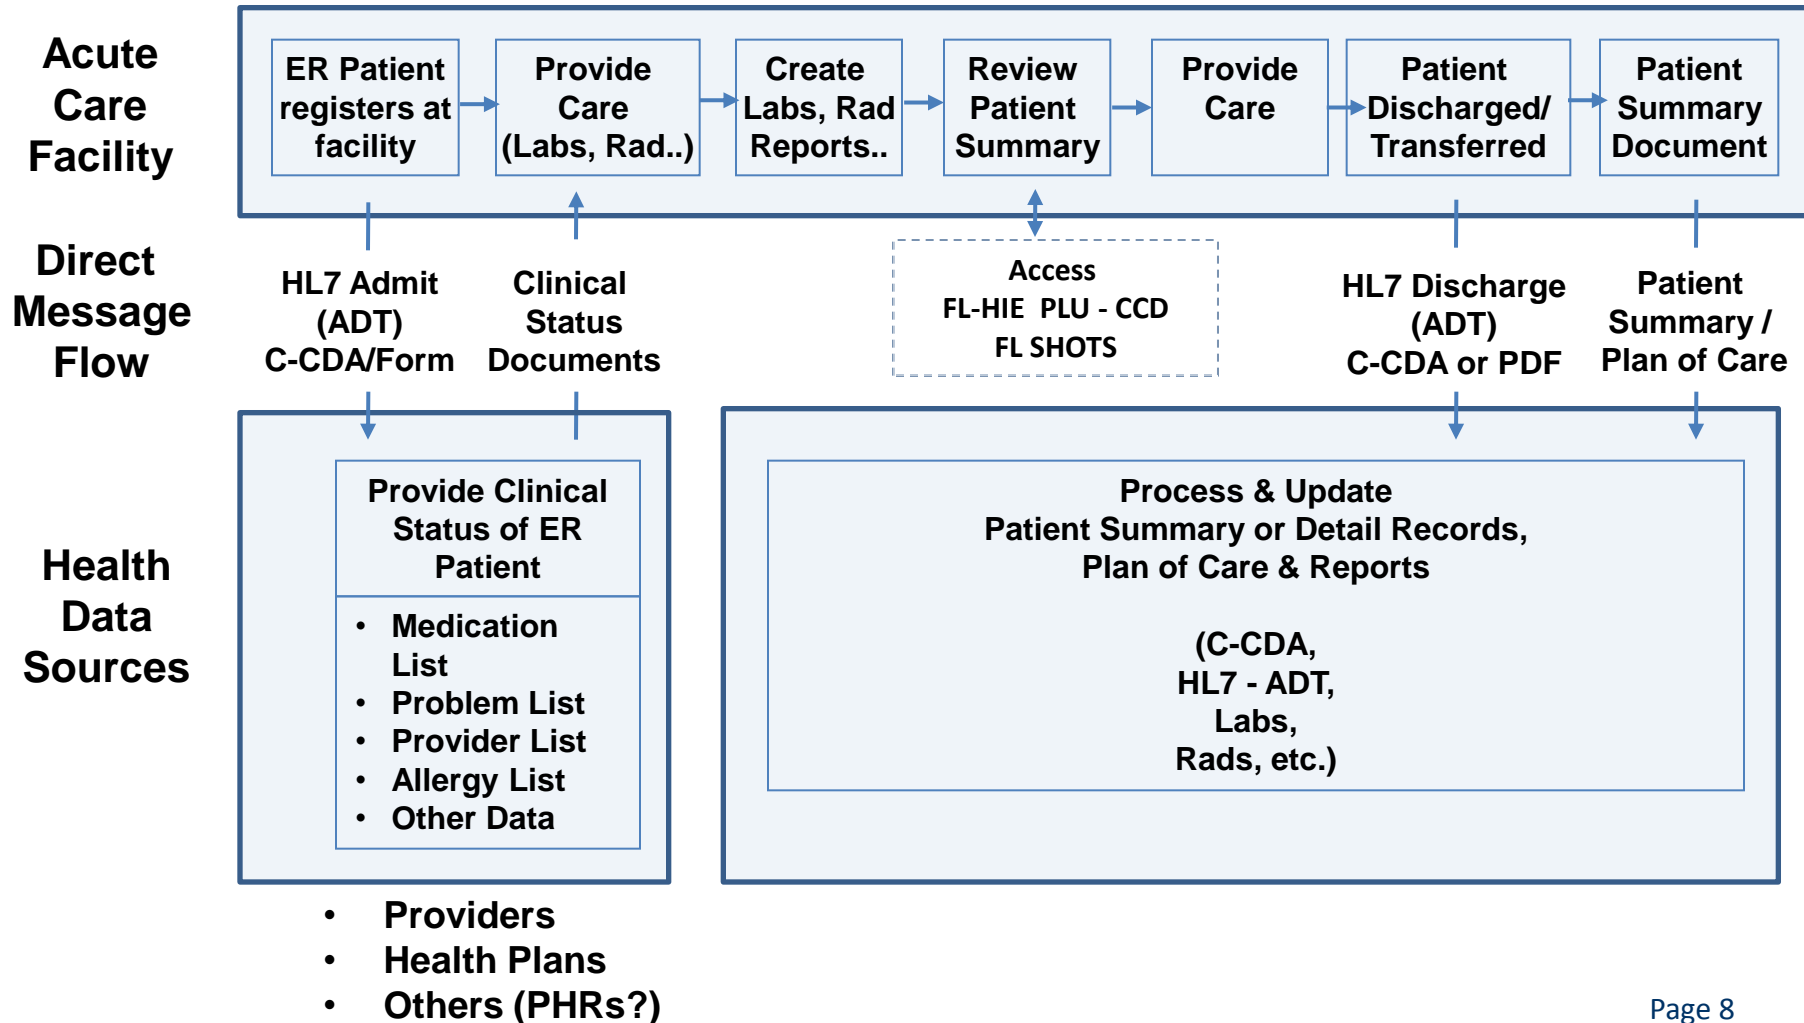 Acute
Care
Facility
ER Patient
registers at
facility
Provide
Care
(Labs, Rad..)
Create
Labs, Rad
Reports..
Review
Patient
Summary
Provide
Care
Patient
Discharged/
Transferred
Patient
Summary
Document
Direct
Message
Flow
HL7 Admit
(ADT)
C-CDA/Form
Clinical
Status
Documents
Access
FL-HIE PLU - CCD
FL SHOTS
HL7 Discharge
(ADT)
C-CDA or PDF
Patient
Summary /
Plan of Care
Health
Data
Sources
Provide Clinical
Status of ER
Patient
• Medication
List
• Problem List
• Provider List
• Allergy List
• Other Data
Process & Update
Patient Summary or Detail Records,
Plan of Care & Reports
(C-CDA,
HL7 - ADT,
Labs,
Rads, etc.)
• Providers
• Health Plans
• Others (PHRs?)
Page 8